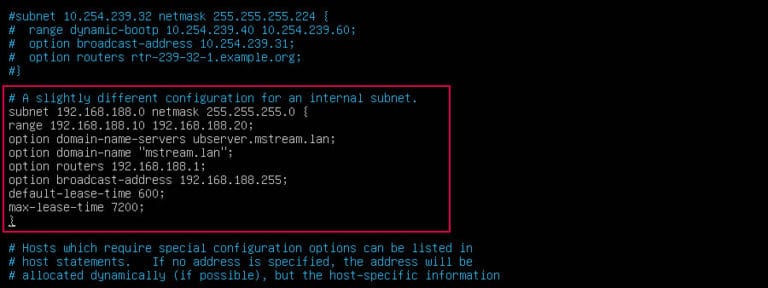 #subnet 10.254.239.32 netmask 255.255.255.224 {
#  range dynamic-bootp 10.254.239.40 10.254.239.60;
#  option broadcast-address 10.254.239.31;
#  option routers rtr-239-32-1.example.org;
#}
# A slightly different configuration for an internal subnet.
subnet 192.168.188.0 netmask 255.255.255.0 {
range 192.168.188.10 192.168.188.20;
option domain-name-servers ubserver.mstream.lan;
option domain-name "mstream.lan";
option routers 192.168.188.1;
option broadcast-address 192.168.188.255;
default-lease-time 600;
max-lease-time 7200;
}
# Hosts which require special configuration options can be listed in
# host statements.   If no address is specified, the address will be
# allocated dynamically (if possible), but the host-specific information